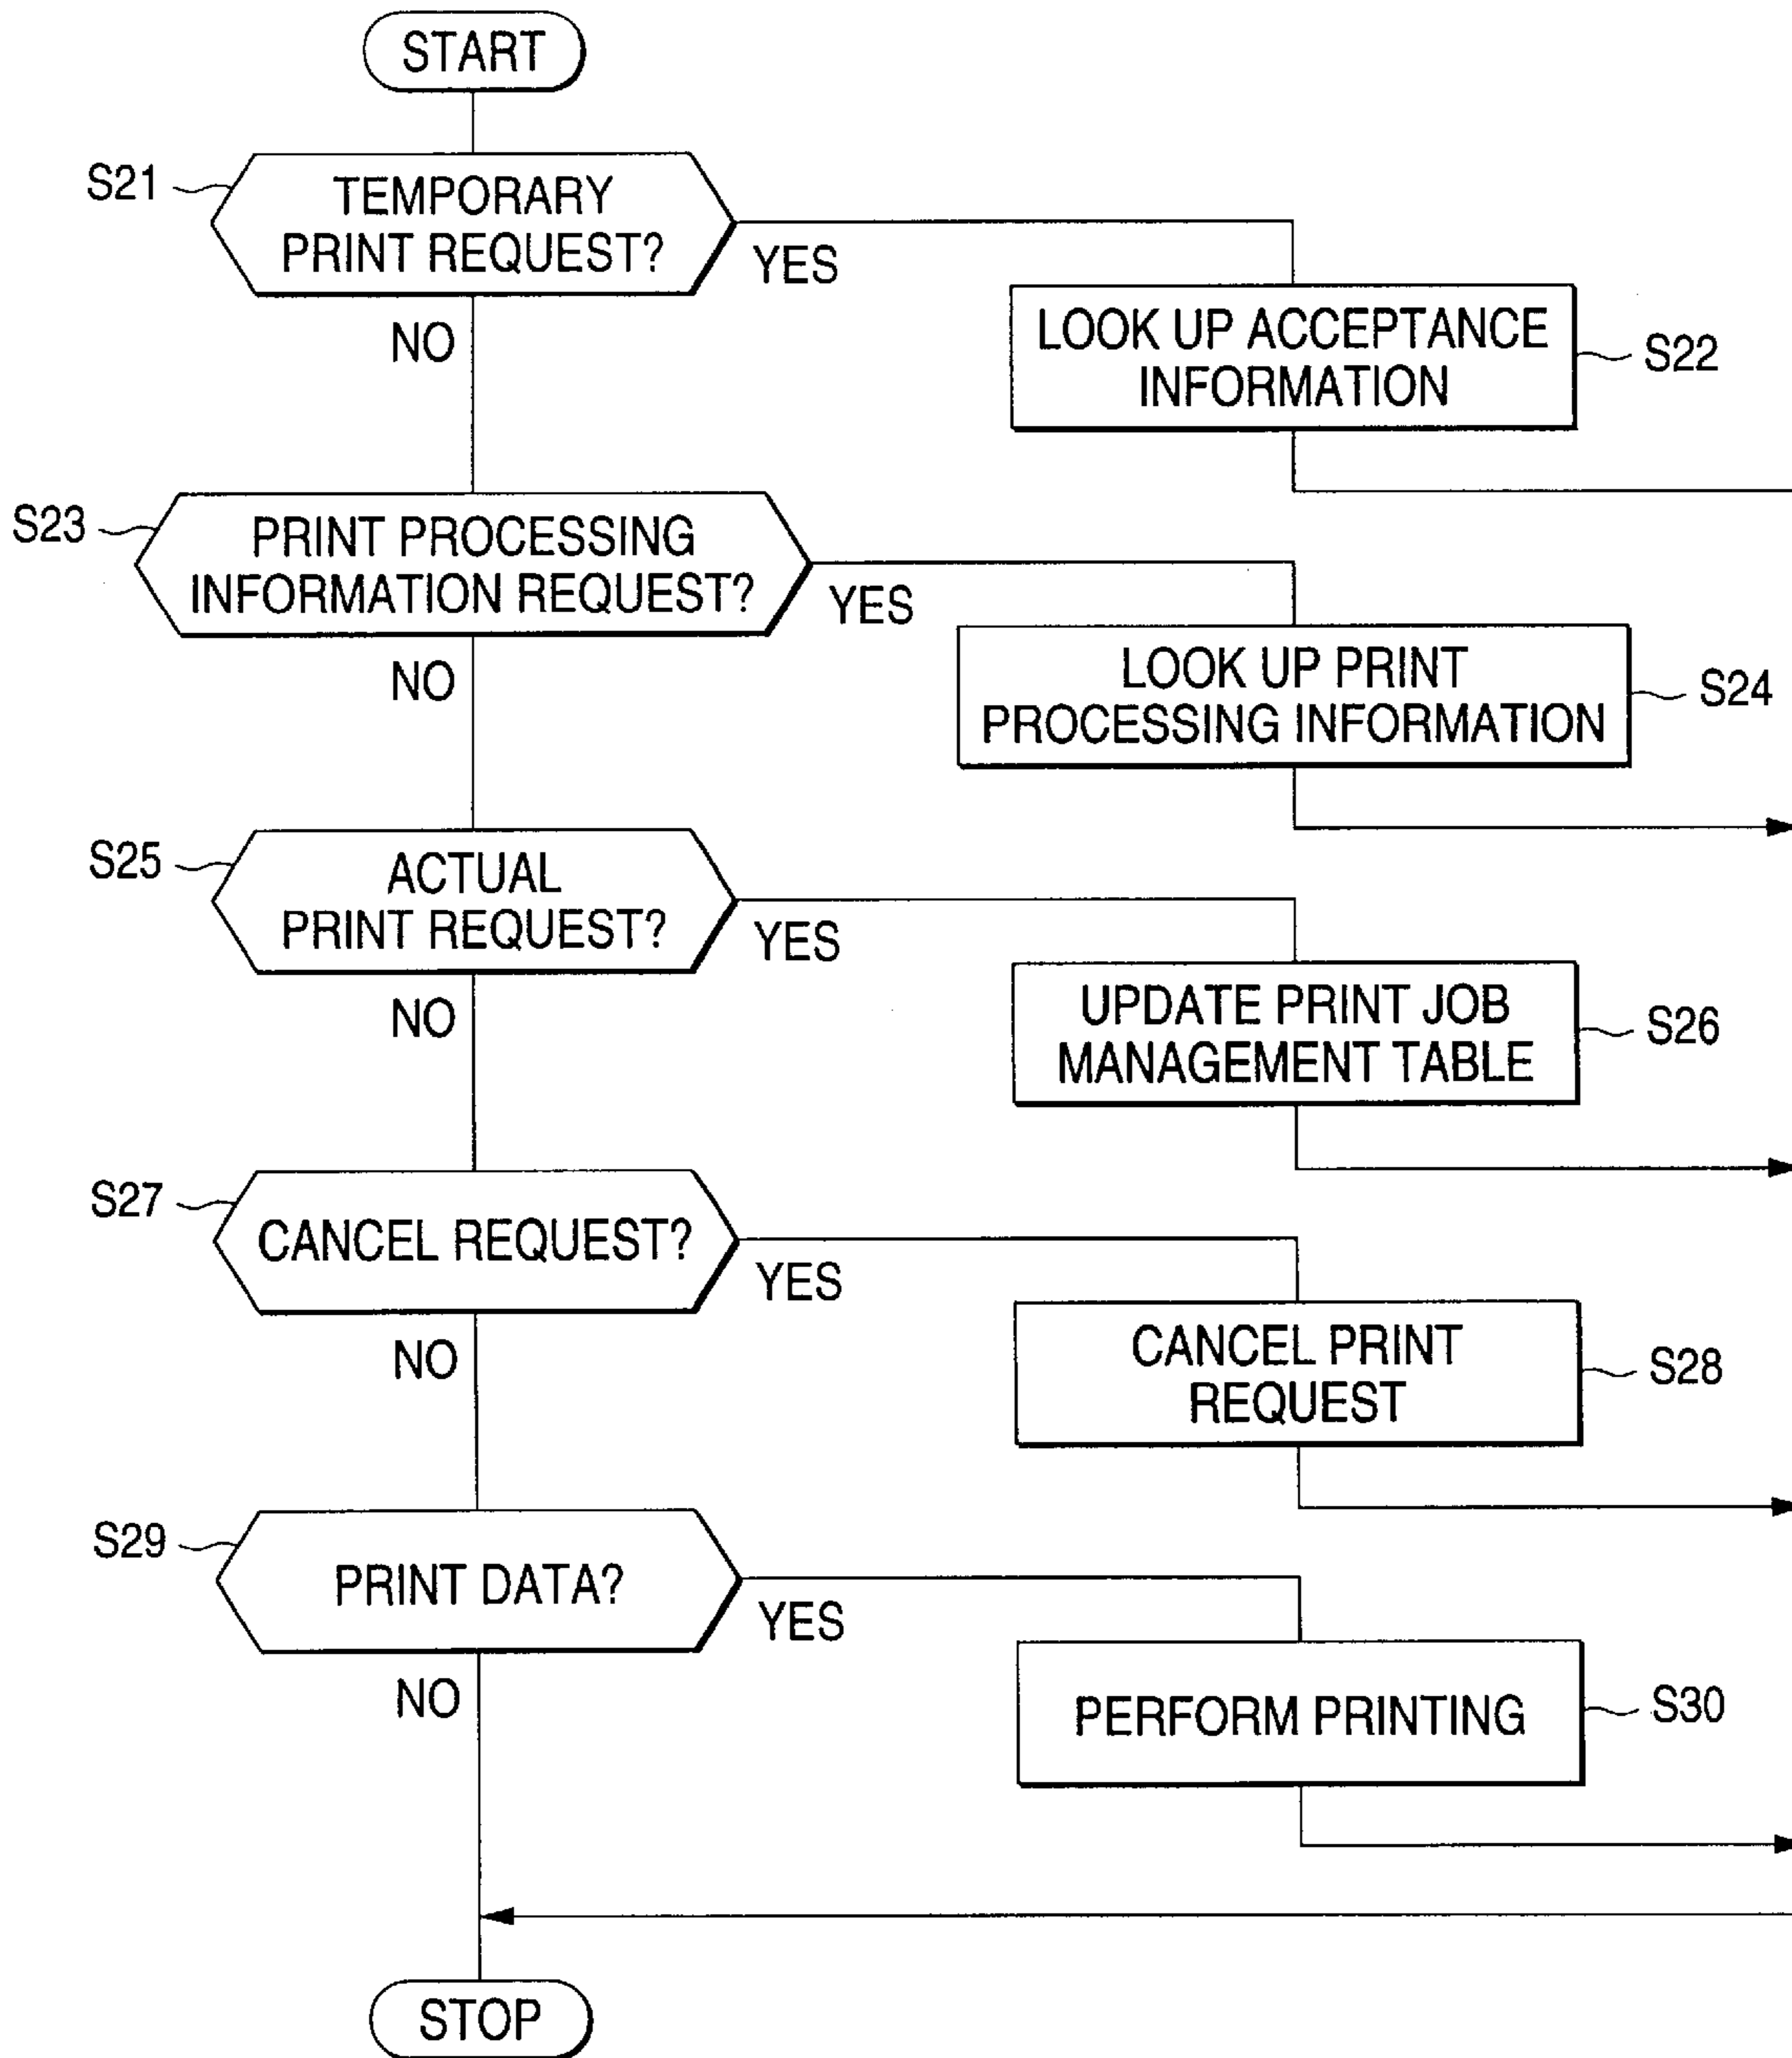 START
S21
TEMPORARY
PRINT REQUEST?
YES
NO
LOOK UP ACCEPTANCE
INFORMATION
S22
S23
PRINT PROCESSING
INFORMATION REQUEST?
YES
NO
LOOK UP PRINT
PROCESSING INFORMATION
S24
S25
ACTUAL
PRINT REQUEST?
YES
NO
UPDATE PRINT JOB
MANAGEMENT TABLE
S26
S27
CANCEL REQUEST?
YES
NO
CANCEL PRINT
REQUEST
S28
S29
PRINT DATA?
YES
NO
PERFORM PRINTING
S30
STOP